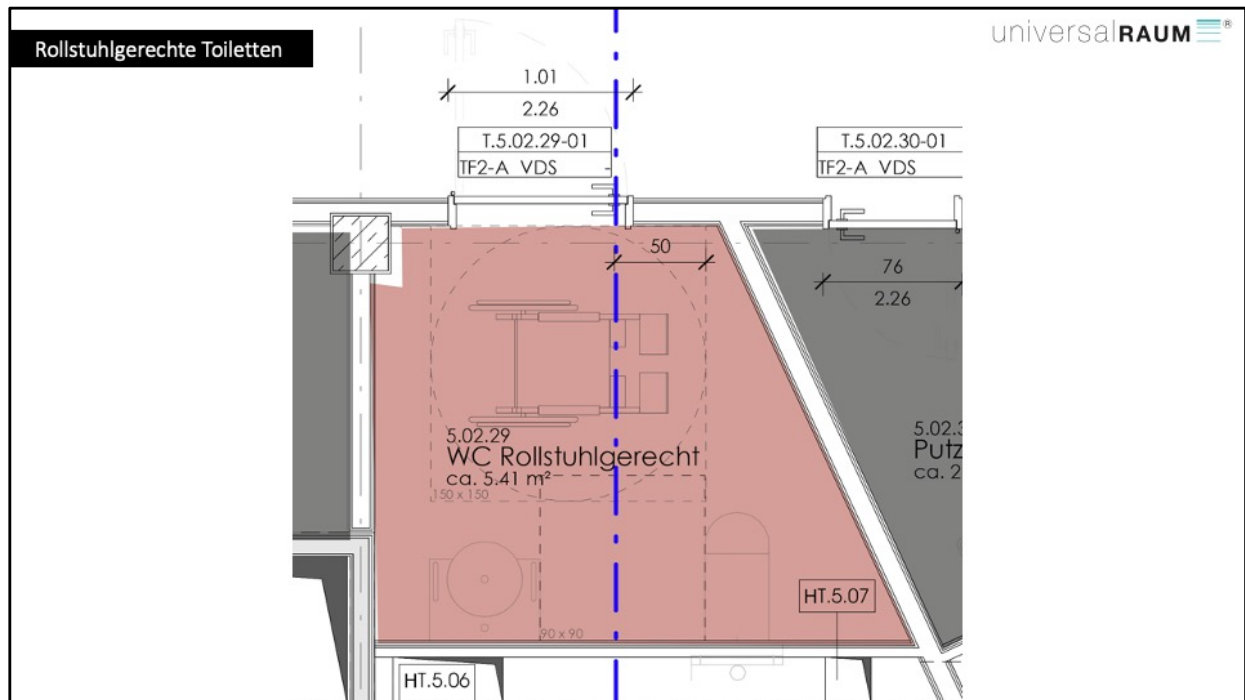 Rollstuhlgerechte Toiletten
universalRAUM ®
1.01
2.26
T.5.02.29-01
TF2-A VDS -
T.5.02.30-01
TF2-A VDS
50
76
2.26
5.02.29
WC Rollstuhlgerecht
ca. 5.41 m²
150 x 150
5.02.3
Putz
ca. 2
90 x 90
HT.5.07
HT.5.06